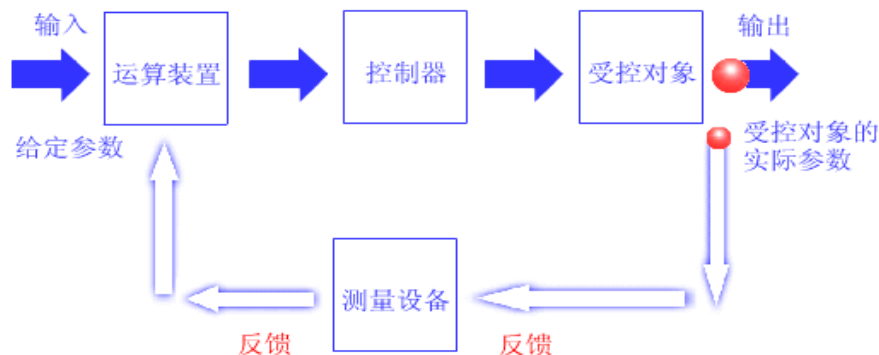 输入
输出
运算装置
控制器
受控对象
给定参数
受控对象的
实际参数
测量设备
反馈
反馈